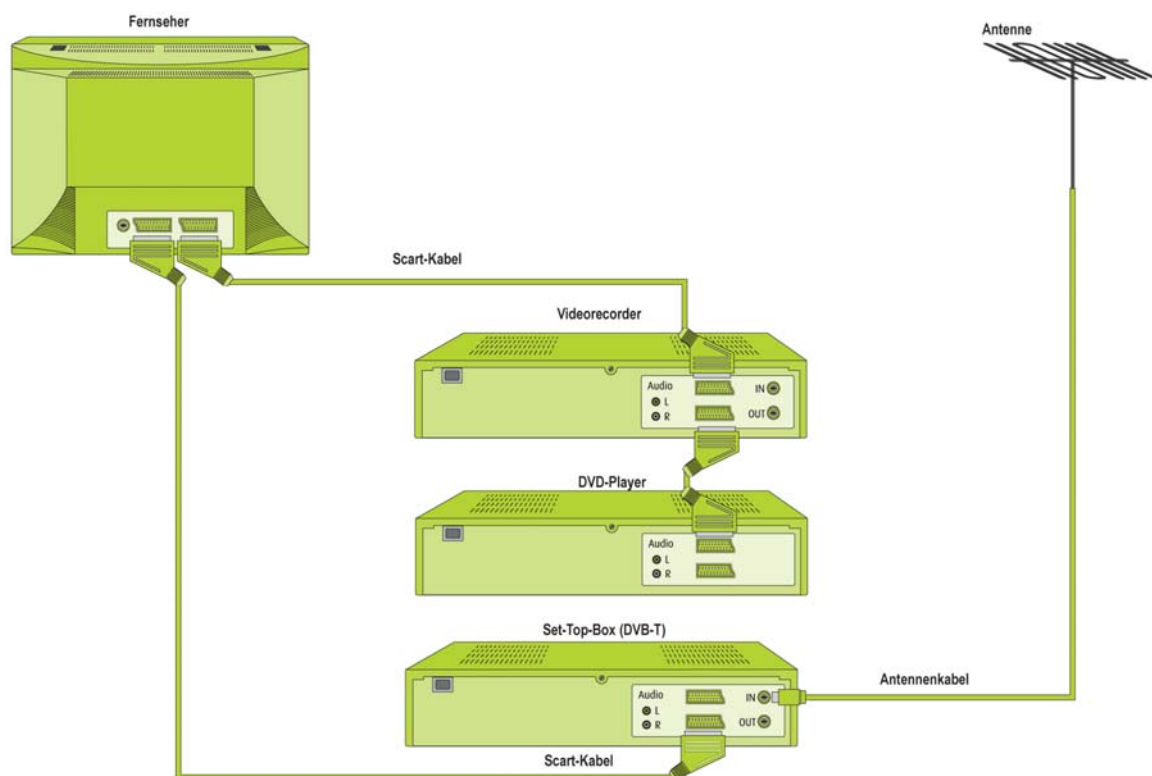 Fernseher
Antenne
Scart-Kabel
Videorecorder
Audio
L
R
IN
OUT
DVD-Player
Audio
L
R
Set-Top-Box (DVB-T)
Audio
L
R
IN
OUT
Antennenkabel
Scart-Kabel